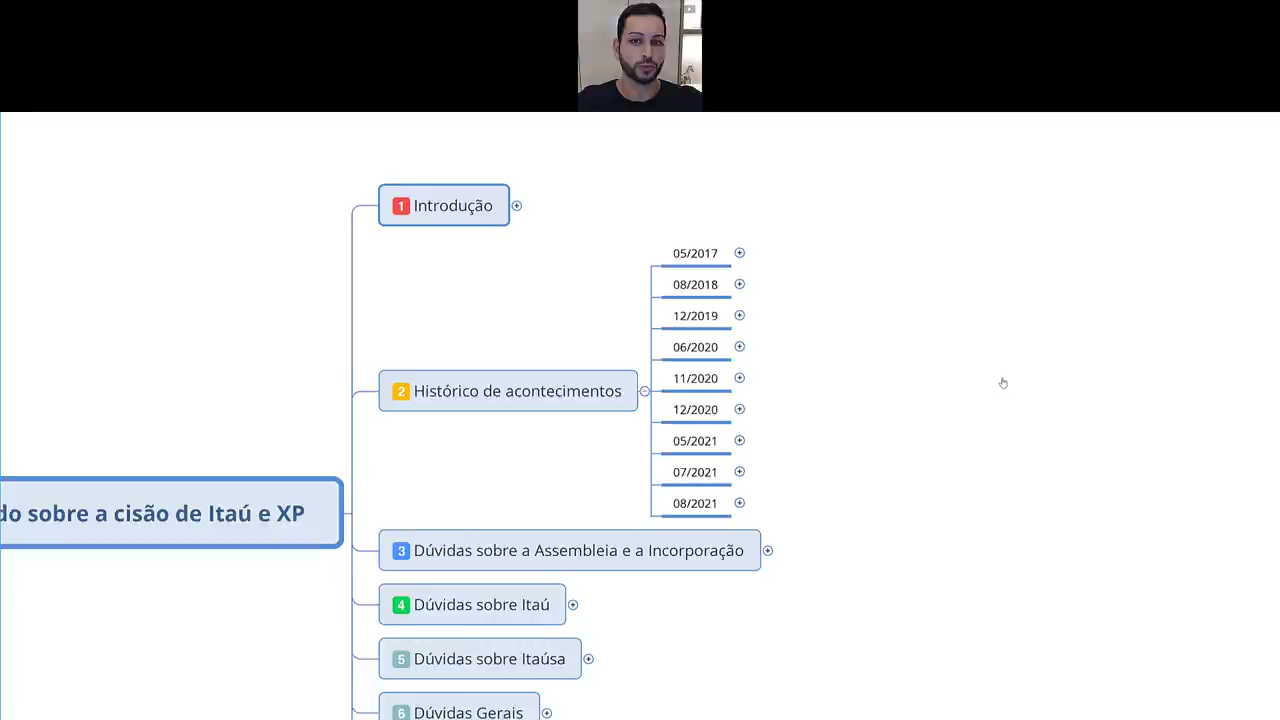 1 Introdução
05/2017
08/2018
12/2019
06/2020
11/2020
2 Histórico de acontecimentos
12/2020
05/2021
07/2021
08/2021
do sobre a cisão de Itaú e XP
3 Dúvidas sobre a Assembleia e a Incorporação
4 Dúvidas sobre Itaú
5 Dúvidas sobre Itaúsa
6 Dúvidas Gerais